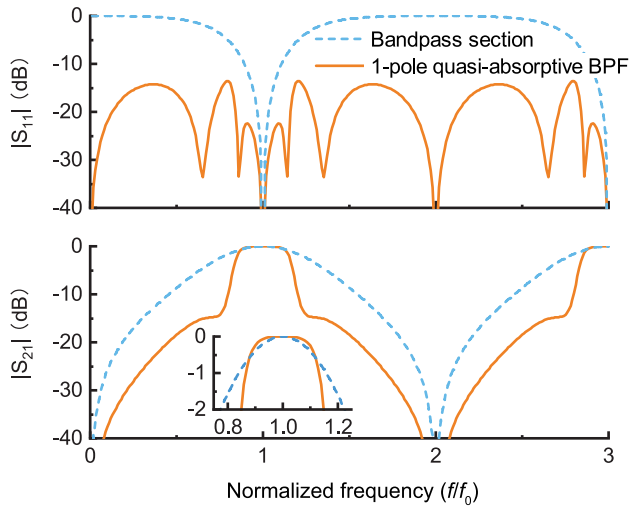 0
-10
-20
-30
-40
|S11| (dB)
Bandpass section
1-pole quasi-absorptive BPF
0
-10
-20
-30
-40
|S21| (dB)
0
-1
-2
0.8 1.0 1.2
0 1 2 3
Normalized frequency (f/f0)